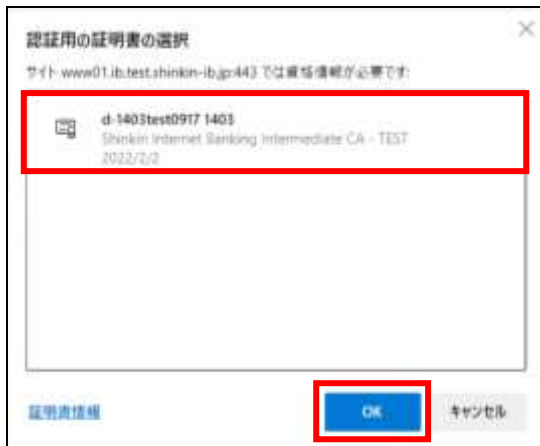 認証用の証明書の選択
サイト www01.ib.test.shinkin-ib.jp:443 では資格情報が必要です:
d-1403test0917 1403
Shinkin Internet Banking Intermediate CA - TEST
2022/2/2
証明書情報
OK
キャンセル